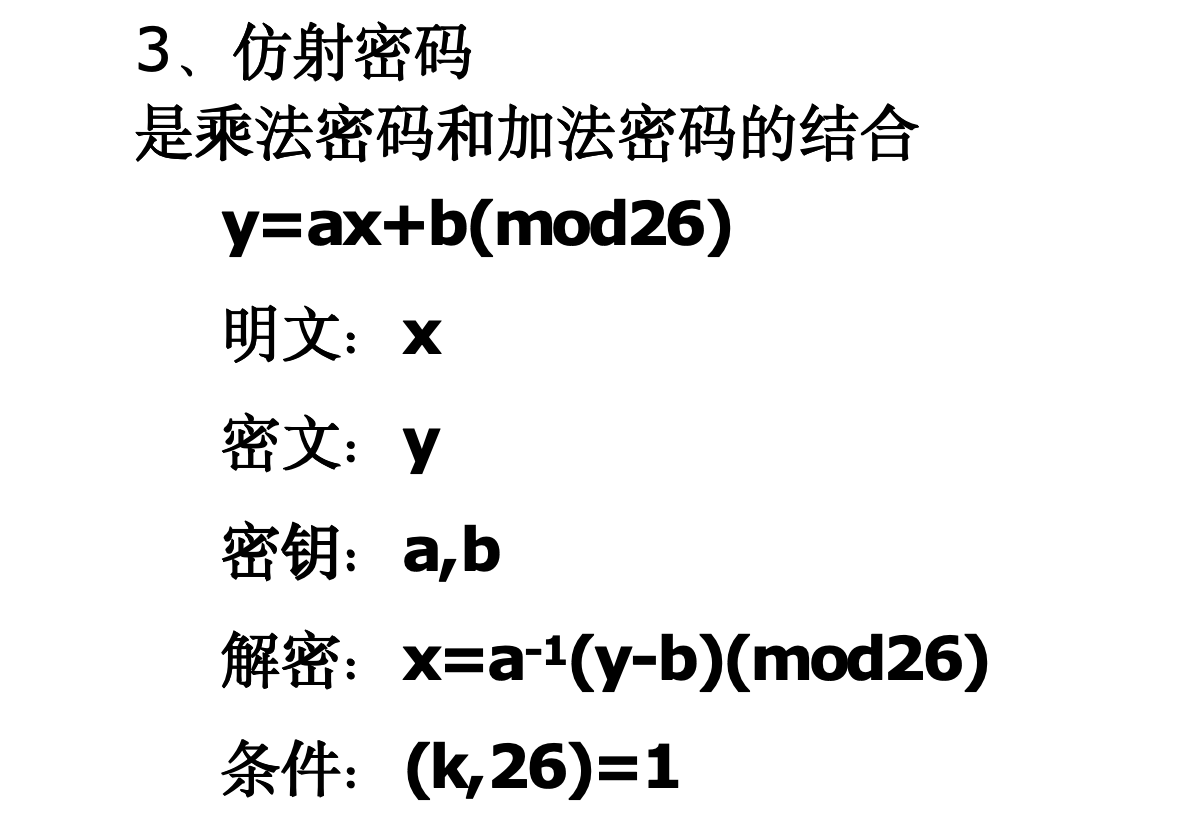 3、仿射密码
是乘法密码和加法密码的结合
y=ax+b(mod26)
明文：x
密文：y
密钥：a,b
解密：x=a⁻¹(y-b)(mod26)
条件：(k,26)=1